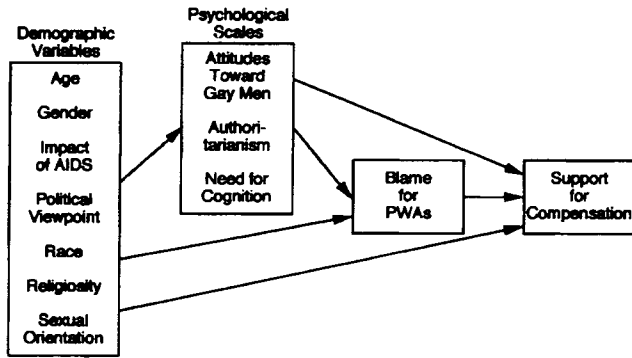 Demographic
Variables
Age
Gender
Impact
of AIDS
Political
Viewpoint
Race
Religiosity
Sexual
Orientation
Psychological
Scales
Attitudes
Toward
Gay Men
Authori-
tarianism
Need for
Cognition
Blame
for
PWAs
Support
for
Compensation